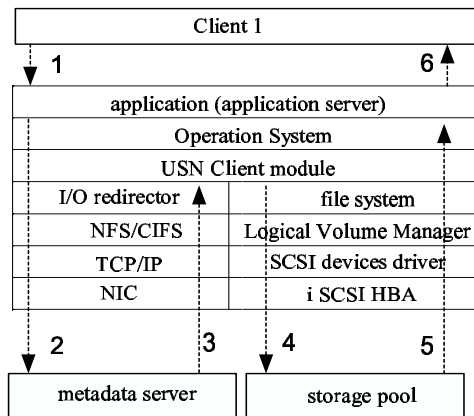 Client 1
1
6
application (application server)
Operation System
USN Client module
I/O redirector file system
NFS/CIFS Logical Volume Manager
TCP/IP SCSI devices driver
NIC i SCSI HBA
2 3 4 5
metadata server storage pool